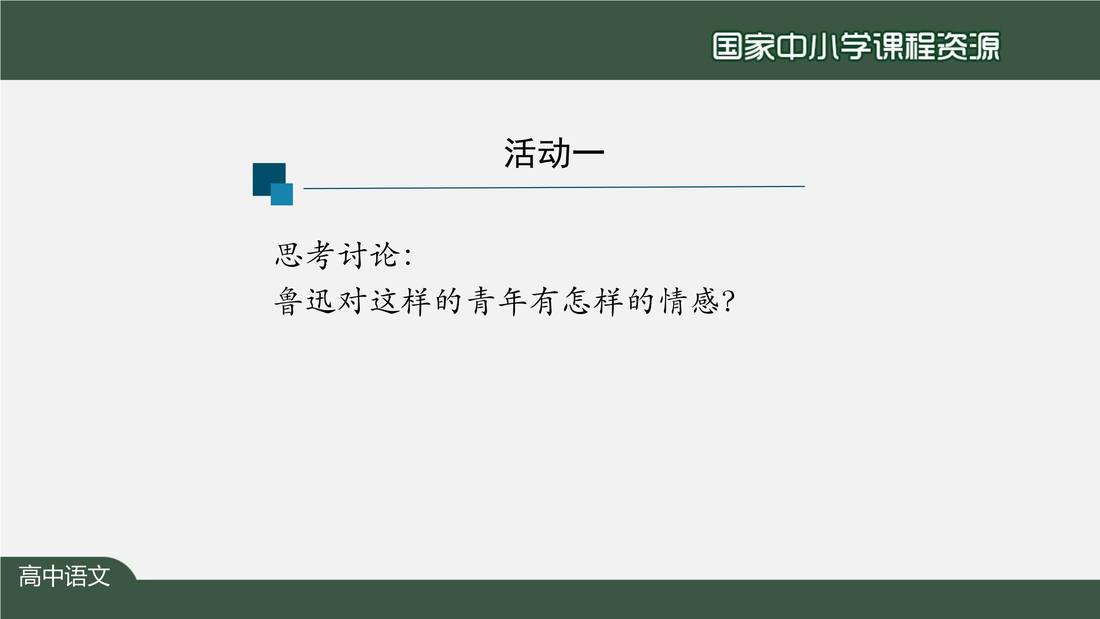 国家中小学课程资源
活动一
思考讨论：
鲁迅对这样的青年有怎样的情感？
高中语文